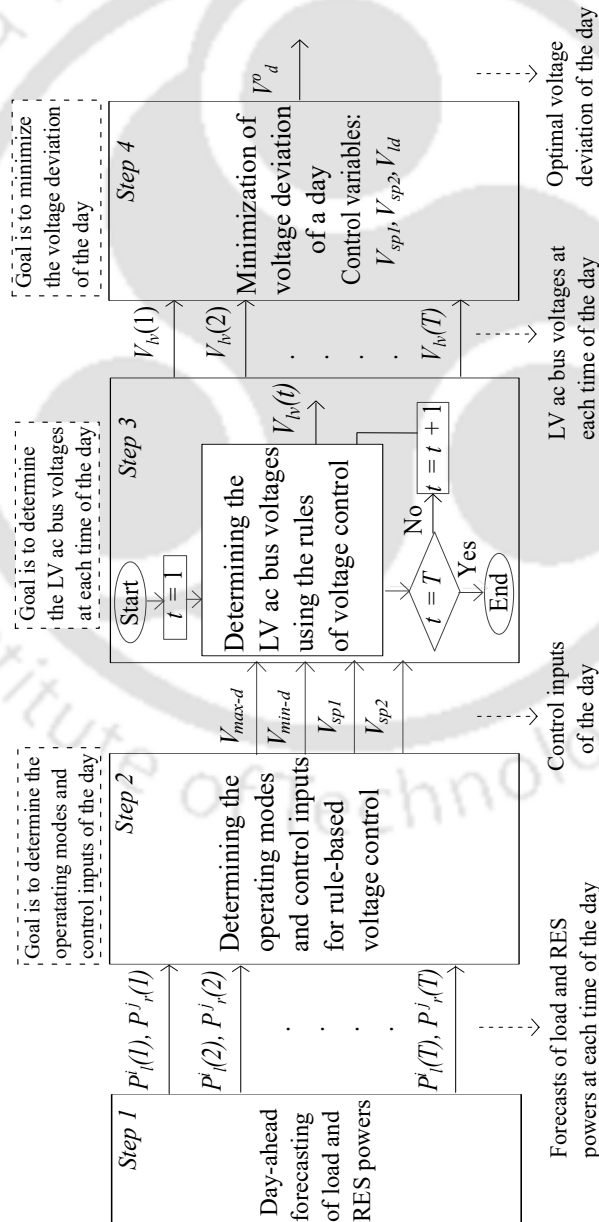 Step 1
Day-ahead
forecasting
of load and
RES powers
P^i_l(1), P^j_r(1)
P^i_l(2), P^j_r(2)
.
.
.
.
P^i_l(T), P^j_r(T)
Forecasts of load and RES
powers at each time of the day
Goal is to determine the
operatating modes and
control inputs of the day
Step 2
Determining the
operating modes
and control inputs
for rule-based
voltage control
V_max-d
V_min-d
V_sp1
V_sp2
Control inputs
of the day
Goal is to determine
the LV ac bus voltages
at each time of the day
Step 3
Start
t = 1
Determining the
LV ac bus voltages
using the rules
of voltage control
V_lv(t)
t = T
No
t = t + 1
Yes
End
V_lv(1)
V_lv(2)
.
.
.
.
V_lv(T)
LV ac bus voltages at
each time of the day
Goal is to minimize
the voltage deviation
of the day
Step 4
Minimization of
voltage deviation
of a day
Control variables:
V_sp1, V_sp2, V_ld
V^o_d
Optimal voltage
deviation of the day
titute of Technolo